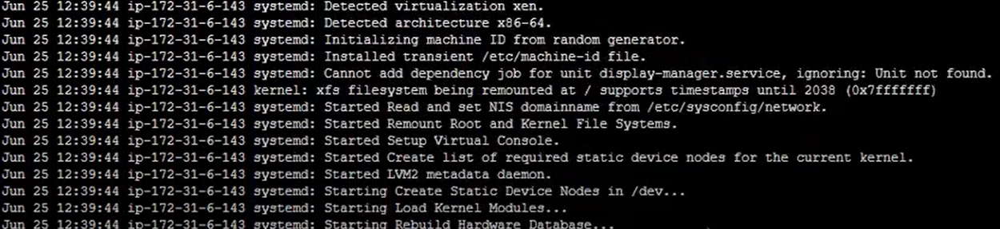 Jun 25 12:39:44 ip-172-31-6-143 systemd: Detected virtualization xen.
Jun 25 12:39:44 ip-172-31-6-143 systemd: Detected architecture x86-64.
Jun 25 12:39:44 ip-172-31-6-143 systemd: Initializing machine ID from random generator.
Jun 25 12:39:44 ip-172-31-6-143 systemd: Installed transient /etc/machine-id file.
Jun 25 12:39:44 ip-172-31-6-143 systemd: Cannot add dependency job for unit display-manager.service, ignoring: Unit not found.
Jun 25 12:39:44 ip-172-31-6-143 kernel: xfs filesystem being remounted at / supports timestamps until 2038 (0x7fffffff)
Jun 25 12:39:44 ip-172-31-6-143 systemd: Started Read and set NIS domainname from /etc/sysconfig/network.
Jun 25 12:39:44 ip-172-31-6-143 systemd: Started Remount Root and Kernel File Systems.
Jun 25 12:39:44 ip-172-31-6-143 systemd: Started Setup Virtual Console.
Jun 25 12:39:44 ip-172-31-6-143 systemd: Started Create list of required static device nodes for the current kernel.
Jun 25 12:39:44 ip-172-31-6-143 systemd: Started LVM2 metadata daemon.
Jun 25 12:39:44 ip-172-31-6-143 systemd: Starting Create Static Device Nodes in /dev...
Jun 25 12:39:44 ip-172-31-6-143 systemd: Starting Load Kernel Modules...
Jun 25 12:39:44 ip-172-31-6-143 systemd: Starting Rebuild Hardware Database...